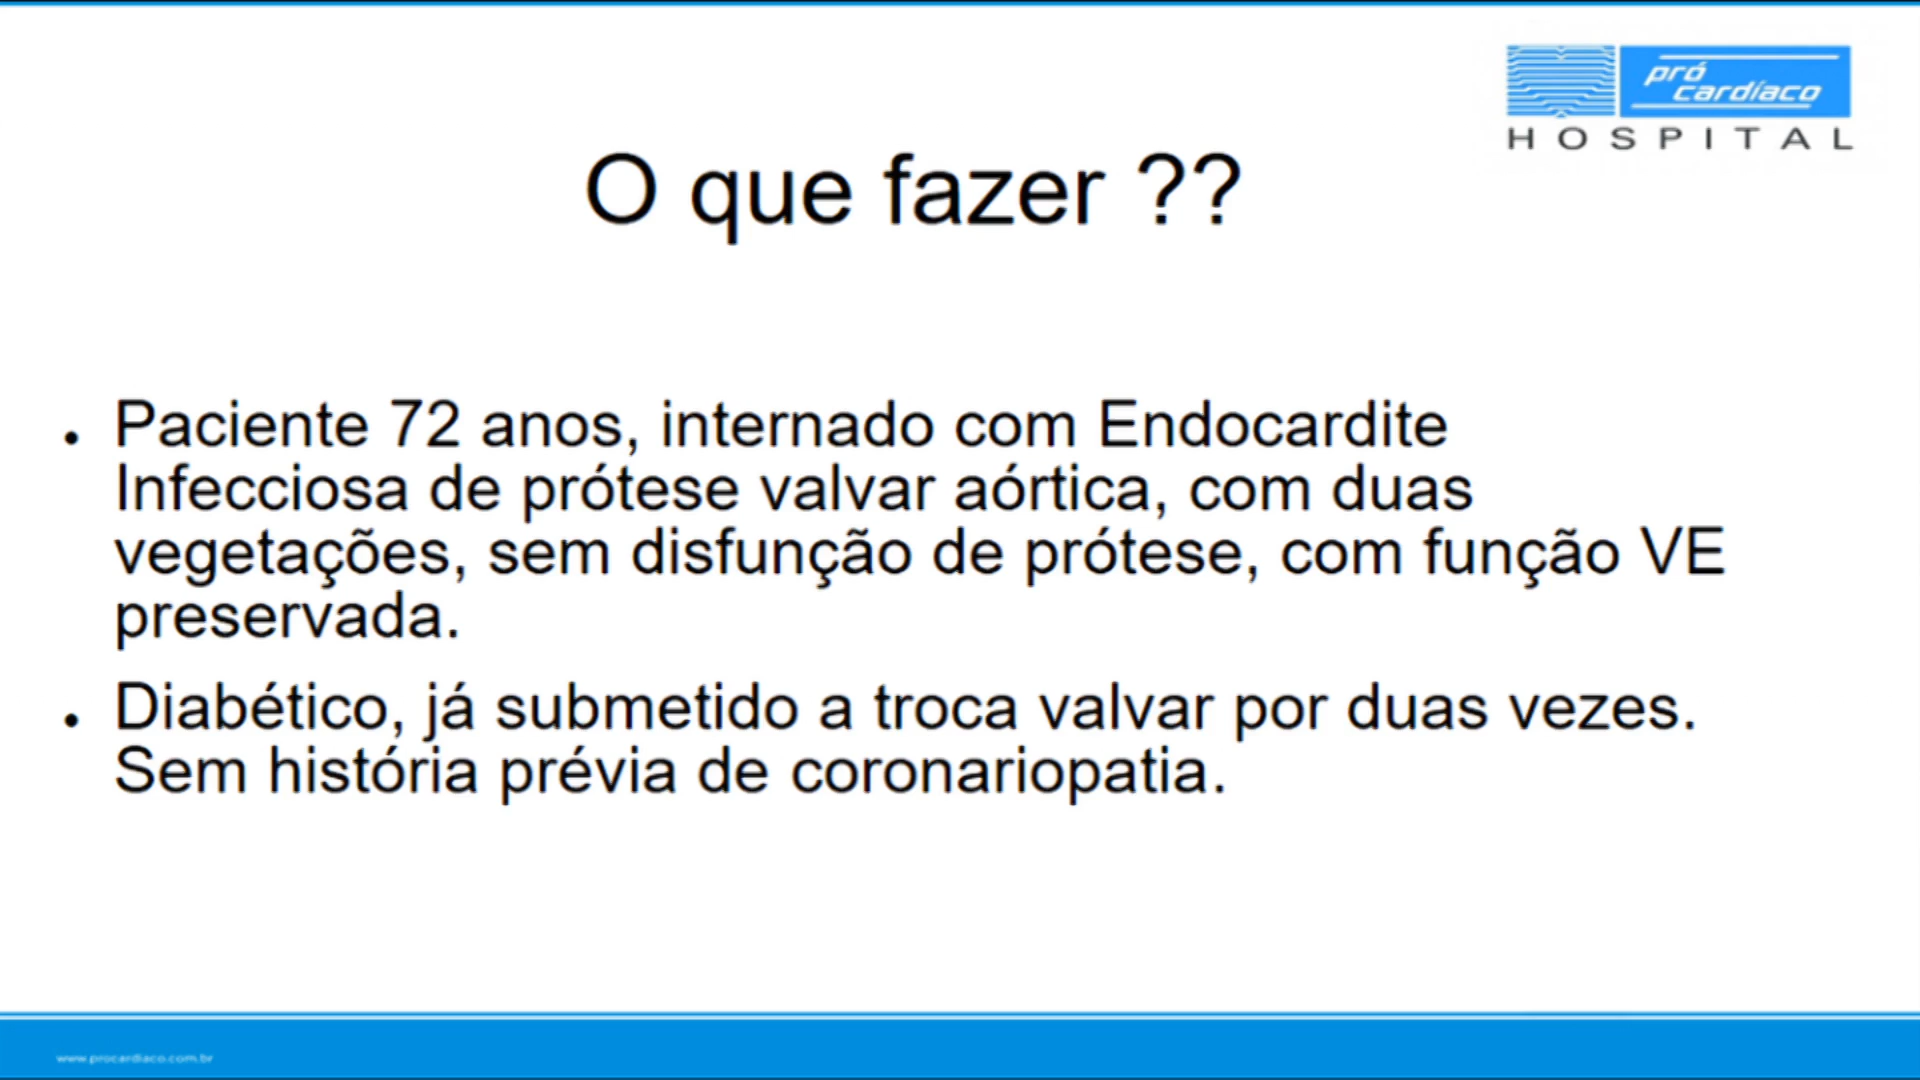 pró
cardíaco
HOSPITAL
O que fazer ??
• Paciente 72 anos, internado com Endocardite
Infecciosa de prótese valvar aórtica, com duas
vegetações, sem disfunção de prótese, com função VE
preservada.
• Diabético, já submetido a troca valvar por duas vezes.
Sem história prévia de coronariopatia.
www.procardiaco.com.br